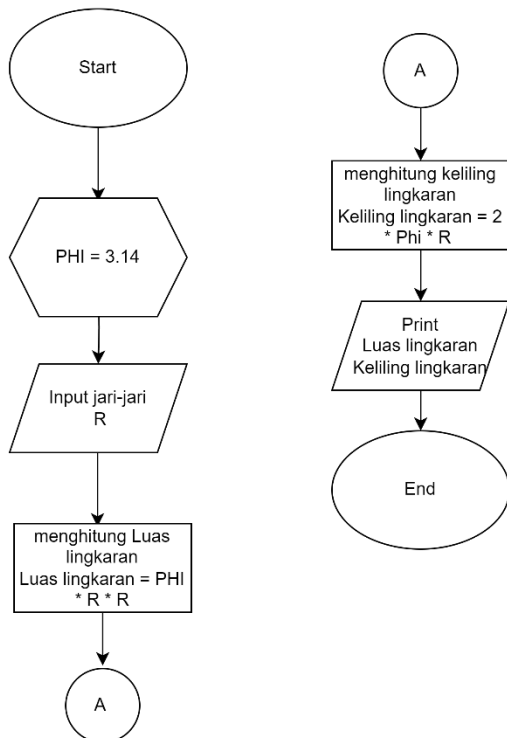 Start
PHI = 3.14
Input jari-jari
R
menghitung Luas
lingkaran
Luas lingkaran = PHI
* R * R
A
A
menghitung keliling
lingkaran
Keliling lingkaran = 2
* Phi * R
Print
Luas lingkaran
Keliling lingkaran
End